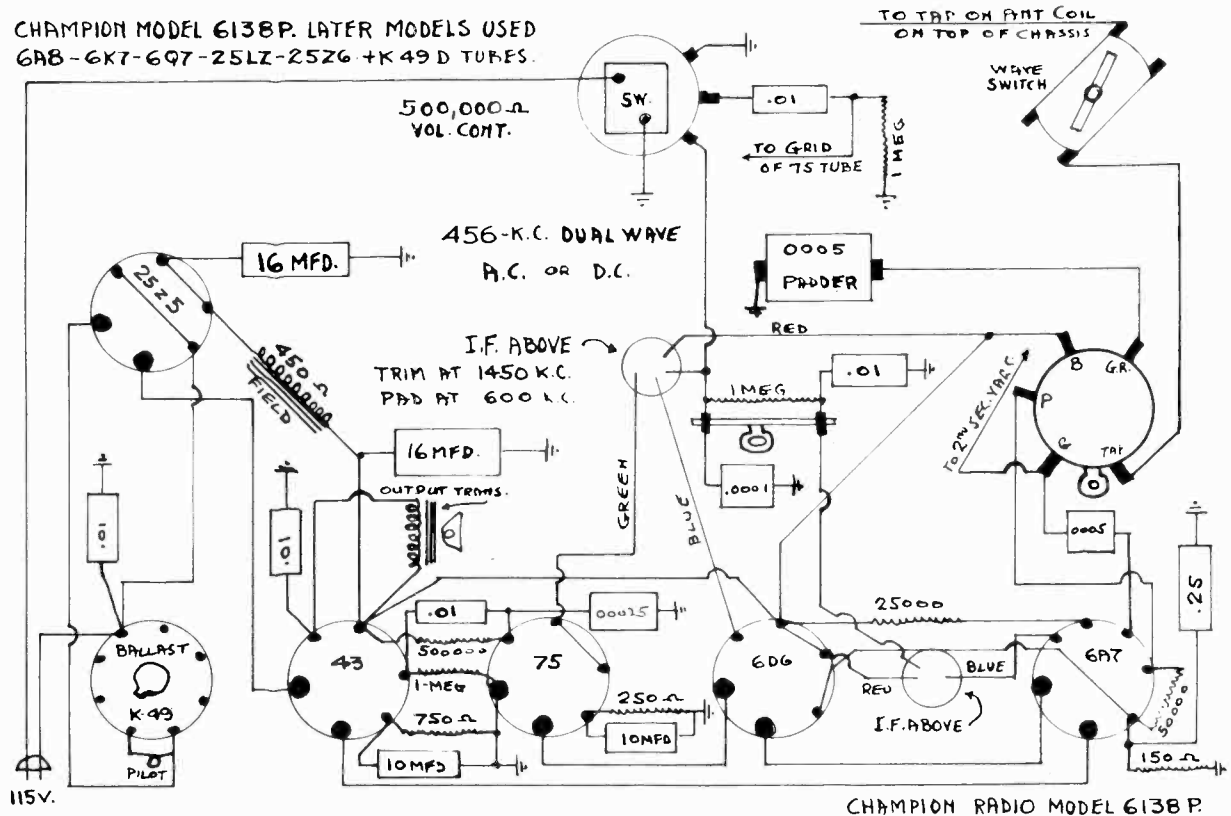 CHAMPION MODEL 6138P. LATER MODELS USED
6A8-6K7-6Q7-25LZ-25Z6 + K49D TUBES.
TO TAP ON ANT COIL
ON TOP OF CHASSIS
WAVE
SWITCH
SW.
500,000 Ω
VOL. CONT.
.01
1 MEG
TO GRID
OF 75 TUBE
456-K.C. DUAL WAVE
A.C. OR D.C.
0005
PADDER
16 MFD.
25Z5
RED
I.F. ABOVE
TRIM AT 1450 K.C.
PAD AT 600 K.C.
450 Ω
FIELD
1 MEG
.01
B
G.R.
P
G
TAP
TO 2ND SEC. VAR. C.
16 MFD.
OUTPUT TRANS.
GREEN
BLUE
.0001
0005
.25
.01
.01
.01
00025
25000
500000
1-MEG
750 Ω
10 MFD
250 Ω
10 MFD
BALLAST
K-49
PILOT
43
75
6D6
RED
BLUE
I.F. ABOVE
6A7
50000
150 Ω
115V.
CHAMPION RADIO MODEL 6138 P.